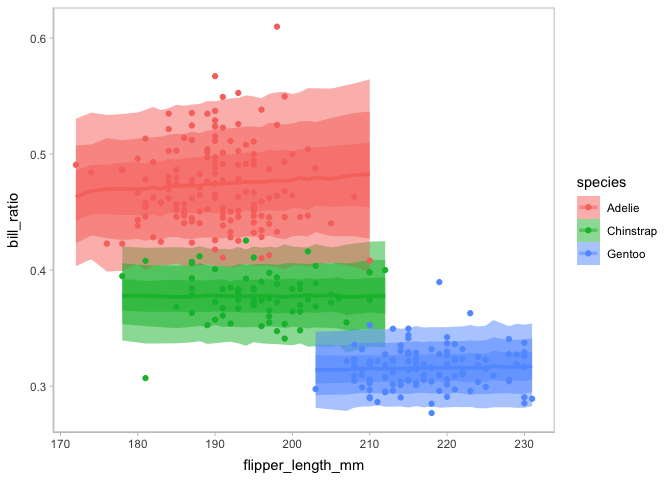 0.6
0.5
0.4
0.3
bill_ratio
170 180 190 200 210 220 230
flipper_length_mm
species
Adelie
Chinstrap
Gentoo